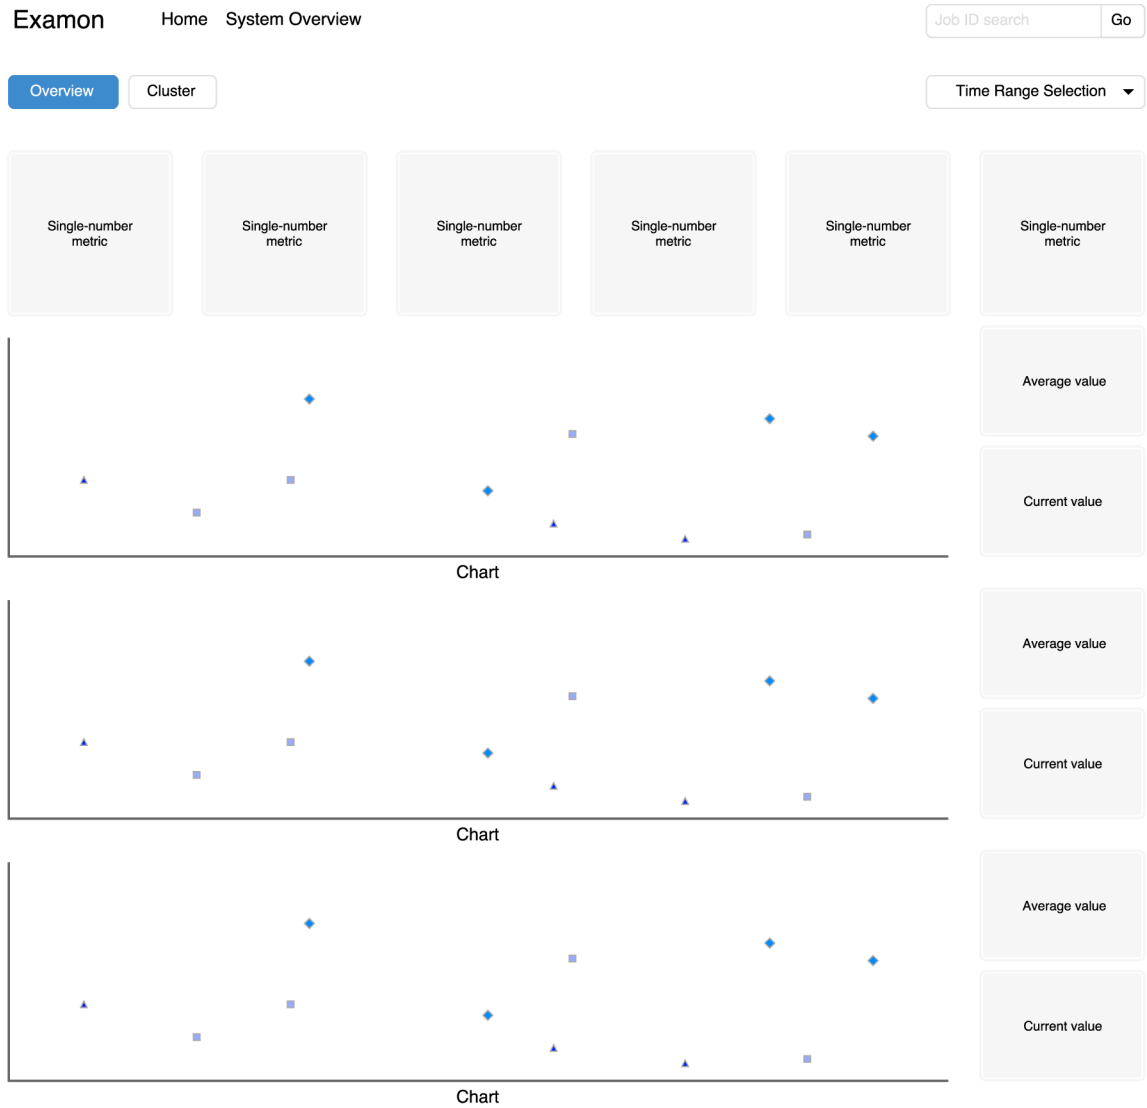 Examon
Home
System Overview
Job ID search
Go
Overview
Cluster
Time Range Selection
Single-number
metric
Single-number
metric
Single-number
metric
Single-number
metric
Single-number
metric
Single-number
metric
Average value
Current value
Chart
Average value
Current value
Chart
Average value
Current value
Chart